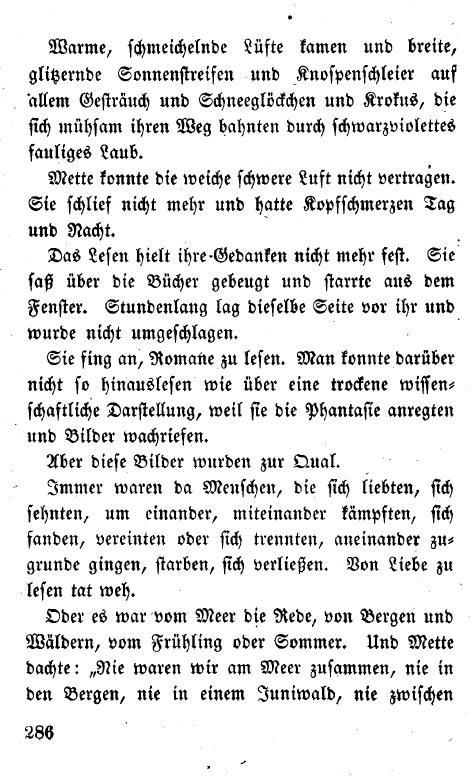 Warme, schmeichelnde Lüfte kamen und breite,
glitzernde Sonnenstreifen und Knospenschleier auf
allem Gesträuch und Schneeglöckchen und Krokus, die
sich mühsam ihren Weg bahnten durch schwarzviolettes
fauliges Laub.
Mette konnte die weiche schwere Luft nicht vertragen.
Sie schlief nicht mehr und hatte Kopfschmerzen Tag
und Nacht.
Das Lesen hielt ihre Gedanken nicht mehr fest. Sie
saß über die Bücher gebeugt und starrte aus dem
Fenster. Stundenlang lag dieselbe Seite vor ihr und
wurde nicht umgeschlagen.
Sie fing an, Romane zu lesen. Man konnte darüber
nicht so hinauslesen wie über eine trockene wissen-
schaftliche Darstellung, weil sie die Phantasie anregten
und Bilder wachriefen.
Aber diese Bilder wurden zur Qual.
Immer waren da Menschen, die sich liebten, sich
sehnten, um einander, miteinander kämpften, sich
fanden, vereinten oder sich trennten, aneinander zu-
grunde gingen, starben, sich verließen. Von Liebe zu
lesen tat weh.
Oder es war vom Meer die Rede, von Bergen und
Wäldern, vom Frühling oder Sommer. Und Mette
dachte: „Nie waren wir am Meer zusammen, nie in
den Bergen, nie in einem Juniwald, nie zwischen
286